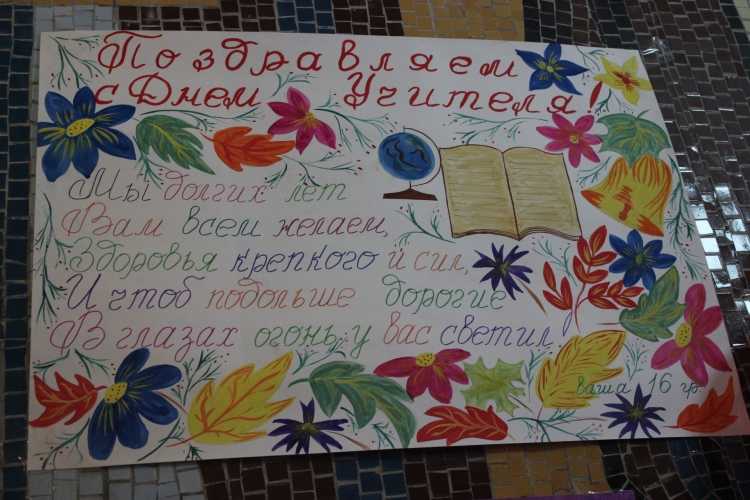 Поздравляем
с Днем Учителя!
Мы долгих лет
Вам всем желаем,
Здоровья крепкого и сил,
И чтоб подольше дорогие
В глазах огонь у вас светил
ваша 16 гр.